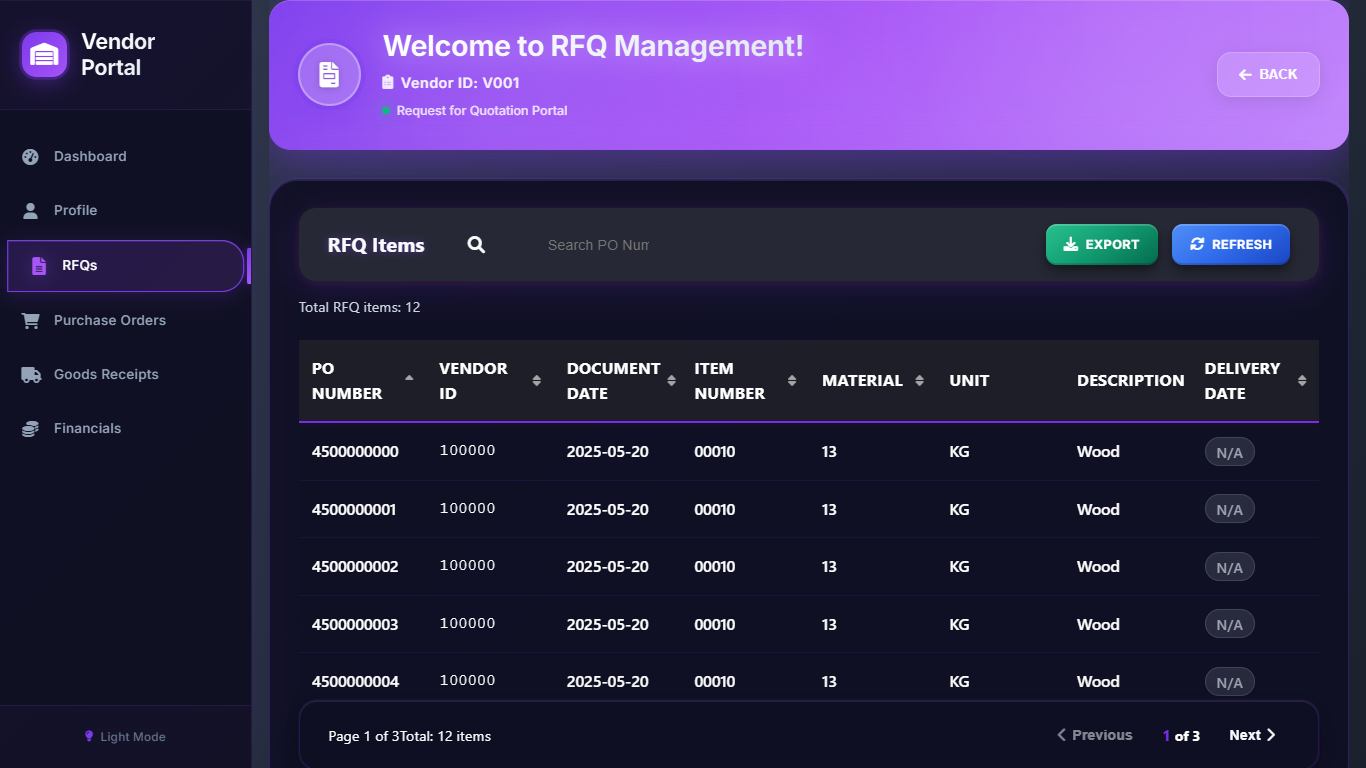 Vendor
Portal
Dashboard
Profile
RFQs
Purchase Orders
Goods Receipts
Financials
Light Mode
Welcome to RFQ Management!
Vendor ID: V001
Request for Quotation Portal
BACK
RFQ Items
Search PO Num
EXPORT
REFRESH
Total RFQ items: 12
PO NUMBER VENDOR ID DOCUMENT DATE ITEM NUMBER MATERIAL UNIT DESCRIPTION DELIVERY DATE
4500000000 100000 2025-05-20 00010 13 KG Wood N/A
4500000001 100000 2025-05-20 00010 13 KG Wood N/A
4500000002 100000 2025-05-20 00010 13 KG Wood N/A
4500000003 100000 2025-05-20 00010 13 KG Wood N/A
4500000004 100000 2025-05-20 00010 13 KG Wood N/A
Page 1 of 3Total: 12 items
Previous 1 of 3 Next